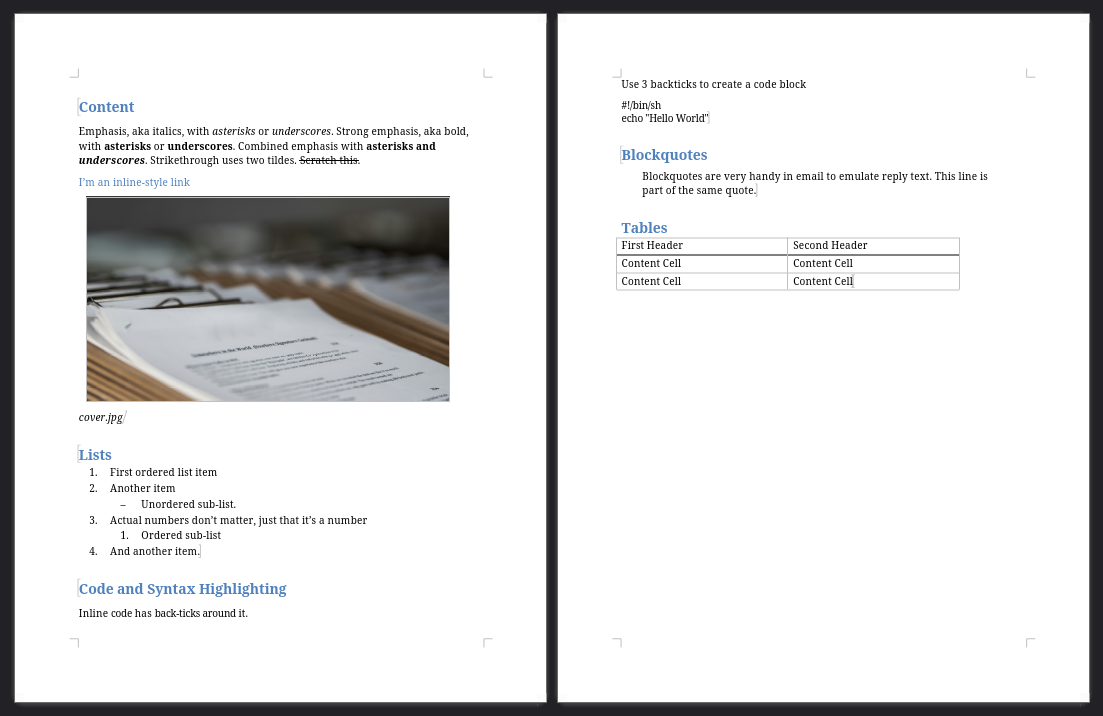 Content
Emphasis, aka italics, with asterisks or underscores. Strong emphasis, aka bold,
with asterisks or underscores. Combined emphasis with asterisks and
underscores. Strikethrough uses two tildes. Scratch this.
I’m an inline-style link
cover.jpg
Lists
1. First ordered list item
2. Another item
– Unordered sub-list.
3. Actual numbers don’t matter, just that it’s a number
1. Ordered sub-list
4. And another item.
Code and Syntax Highlighting
Inline code has back-ticks around it.
Use 3 backticks to create a code block
#!/bin/sh
echo "Hello World"
Blockquotes
Blockquotes are very handy in email to emulate reply text. This line is
part of the same quote.
Tables
First Header Second Header
Content Cell Content Cell
Content Cell Content Cell